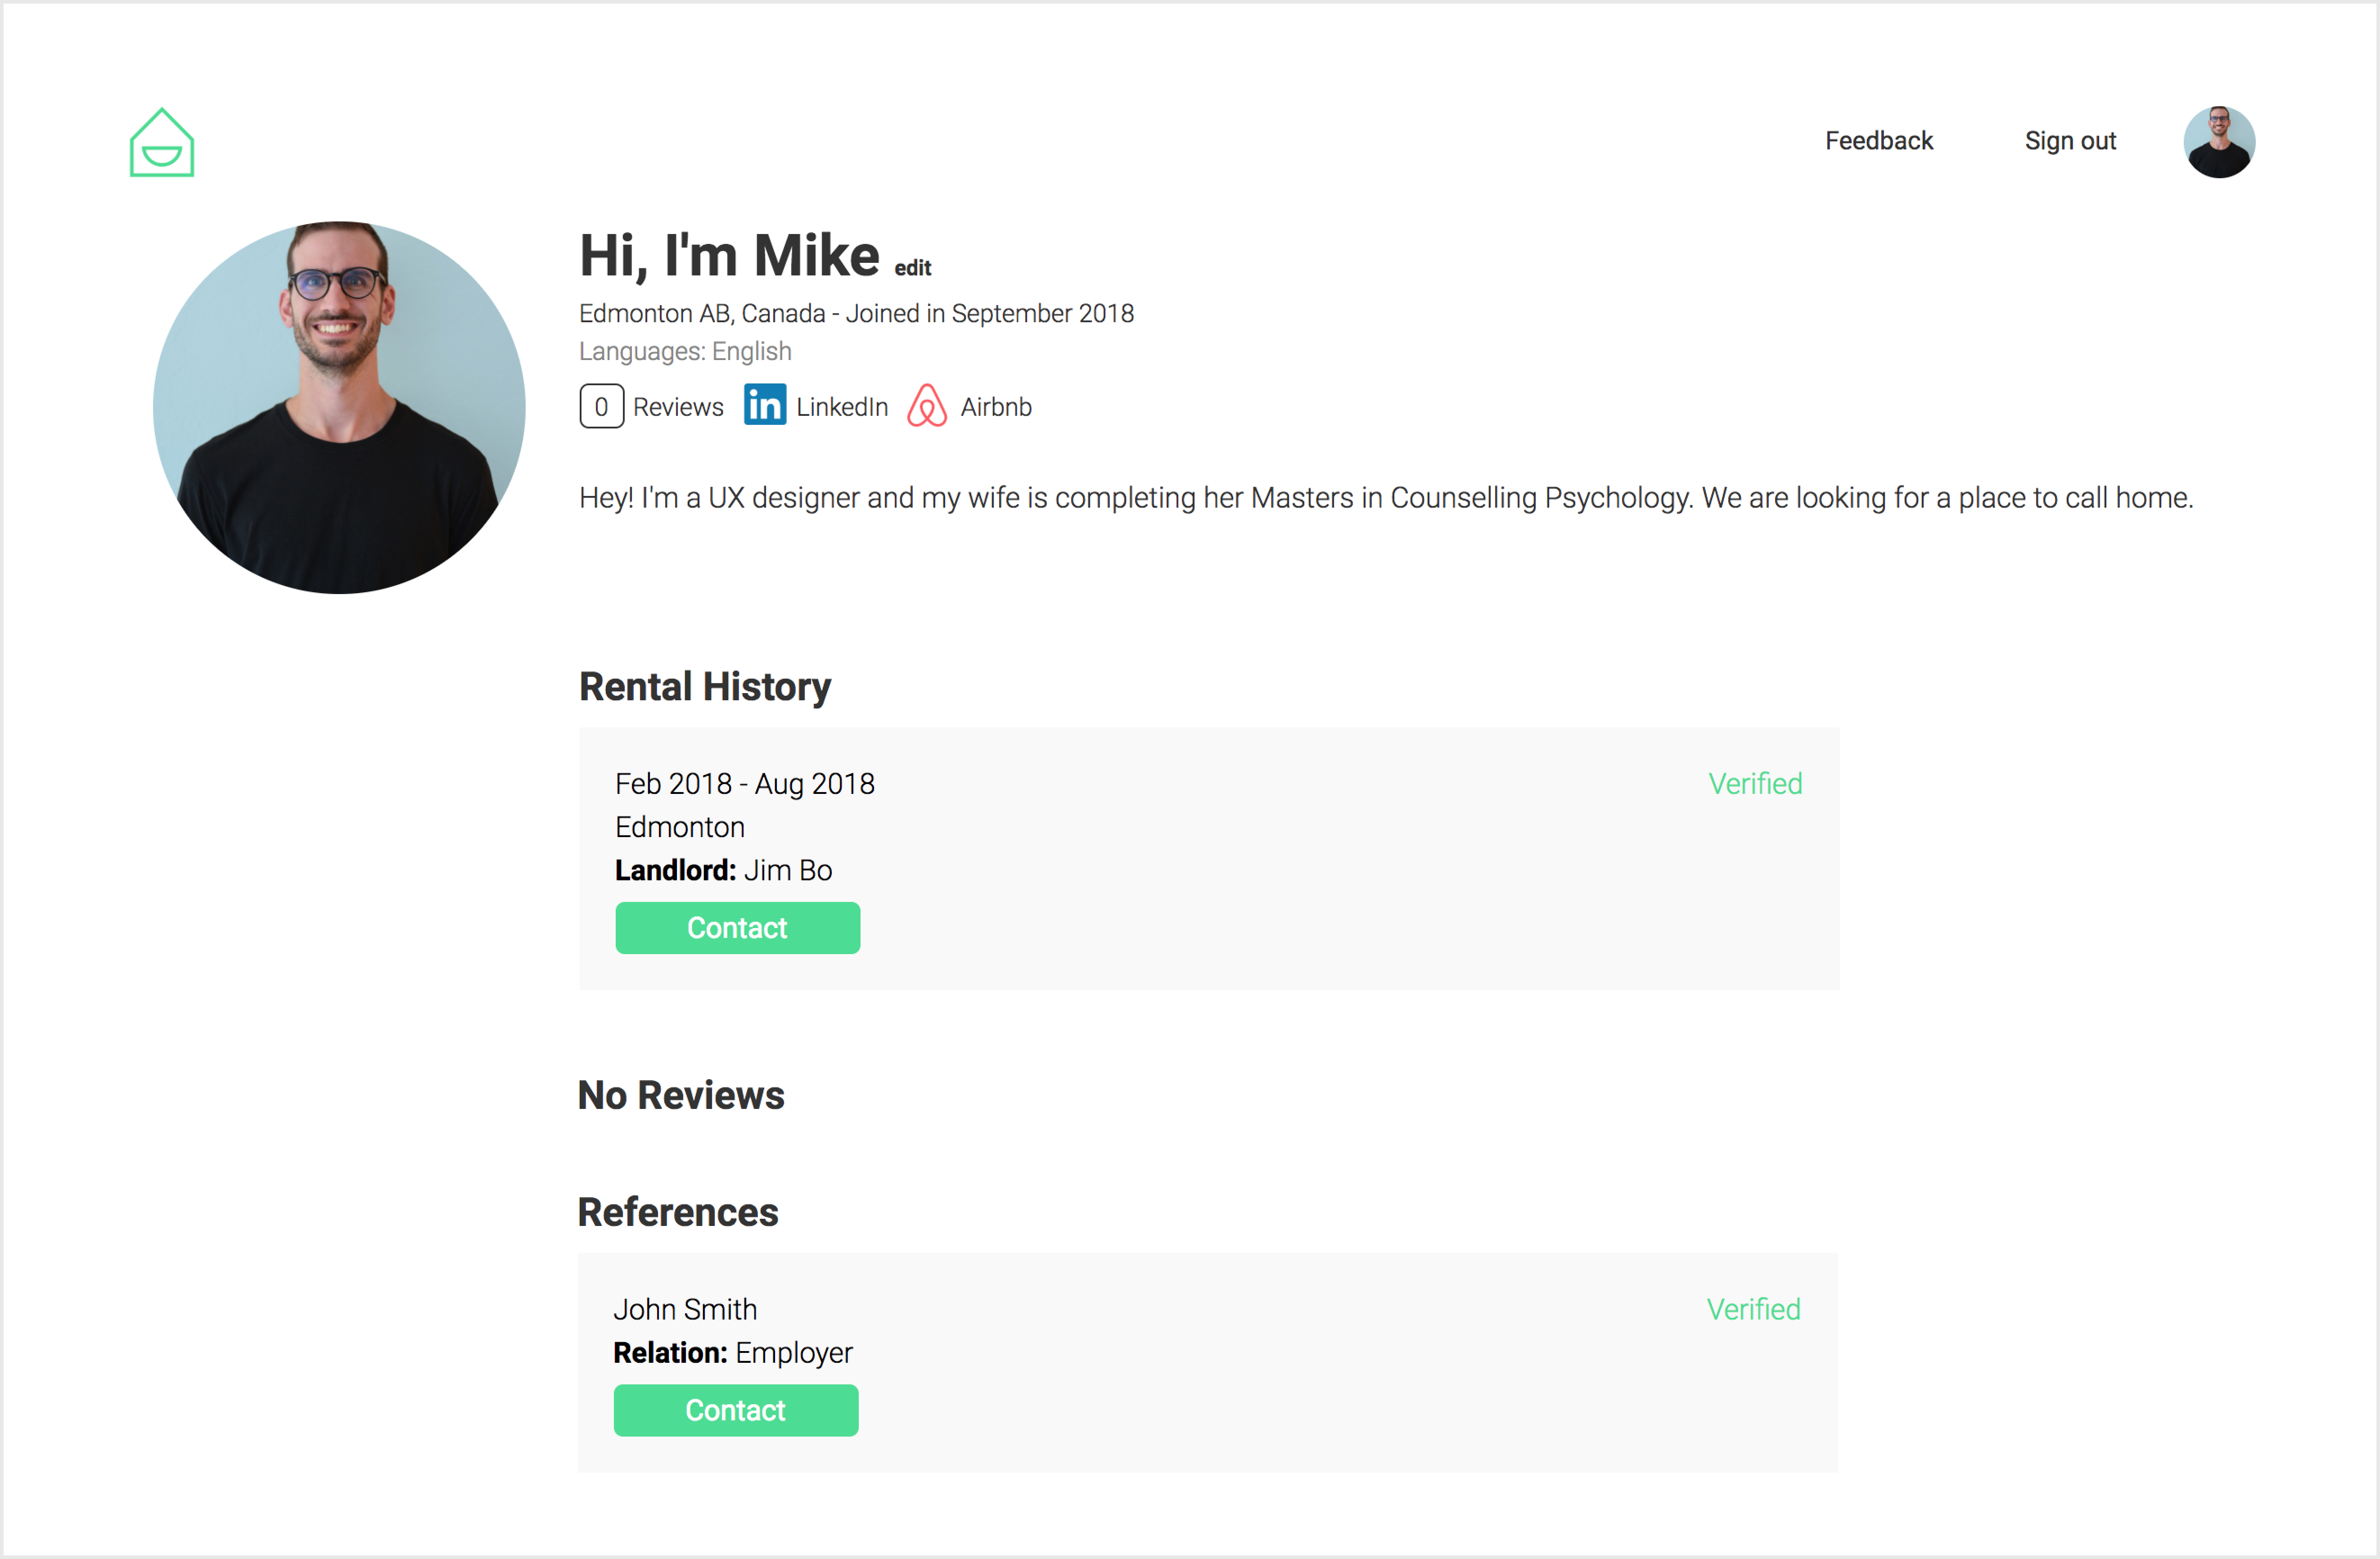 Feedback
Sign out
Hi, I'm Mike edit
Edmonton AB, Canada - Joined in September 2018
Languages: English
0 Reviews in LinkedIn Airbnb
Hey! I'm a UX designer and my wife is completing her Masters in Counselling Psychology. We are looking for a place to call home.
Rental History
Feb 2018 - Aug 2018
Verified
Edmonton
Landlord: Jim Bo
Contact
No Reviews
References
John Smith
Verified
Relation: Employer
Contact